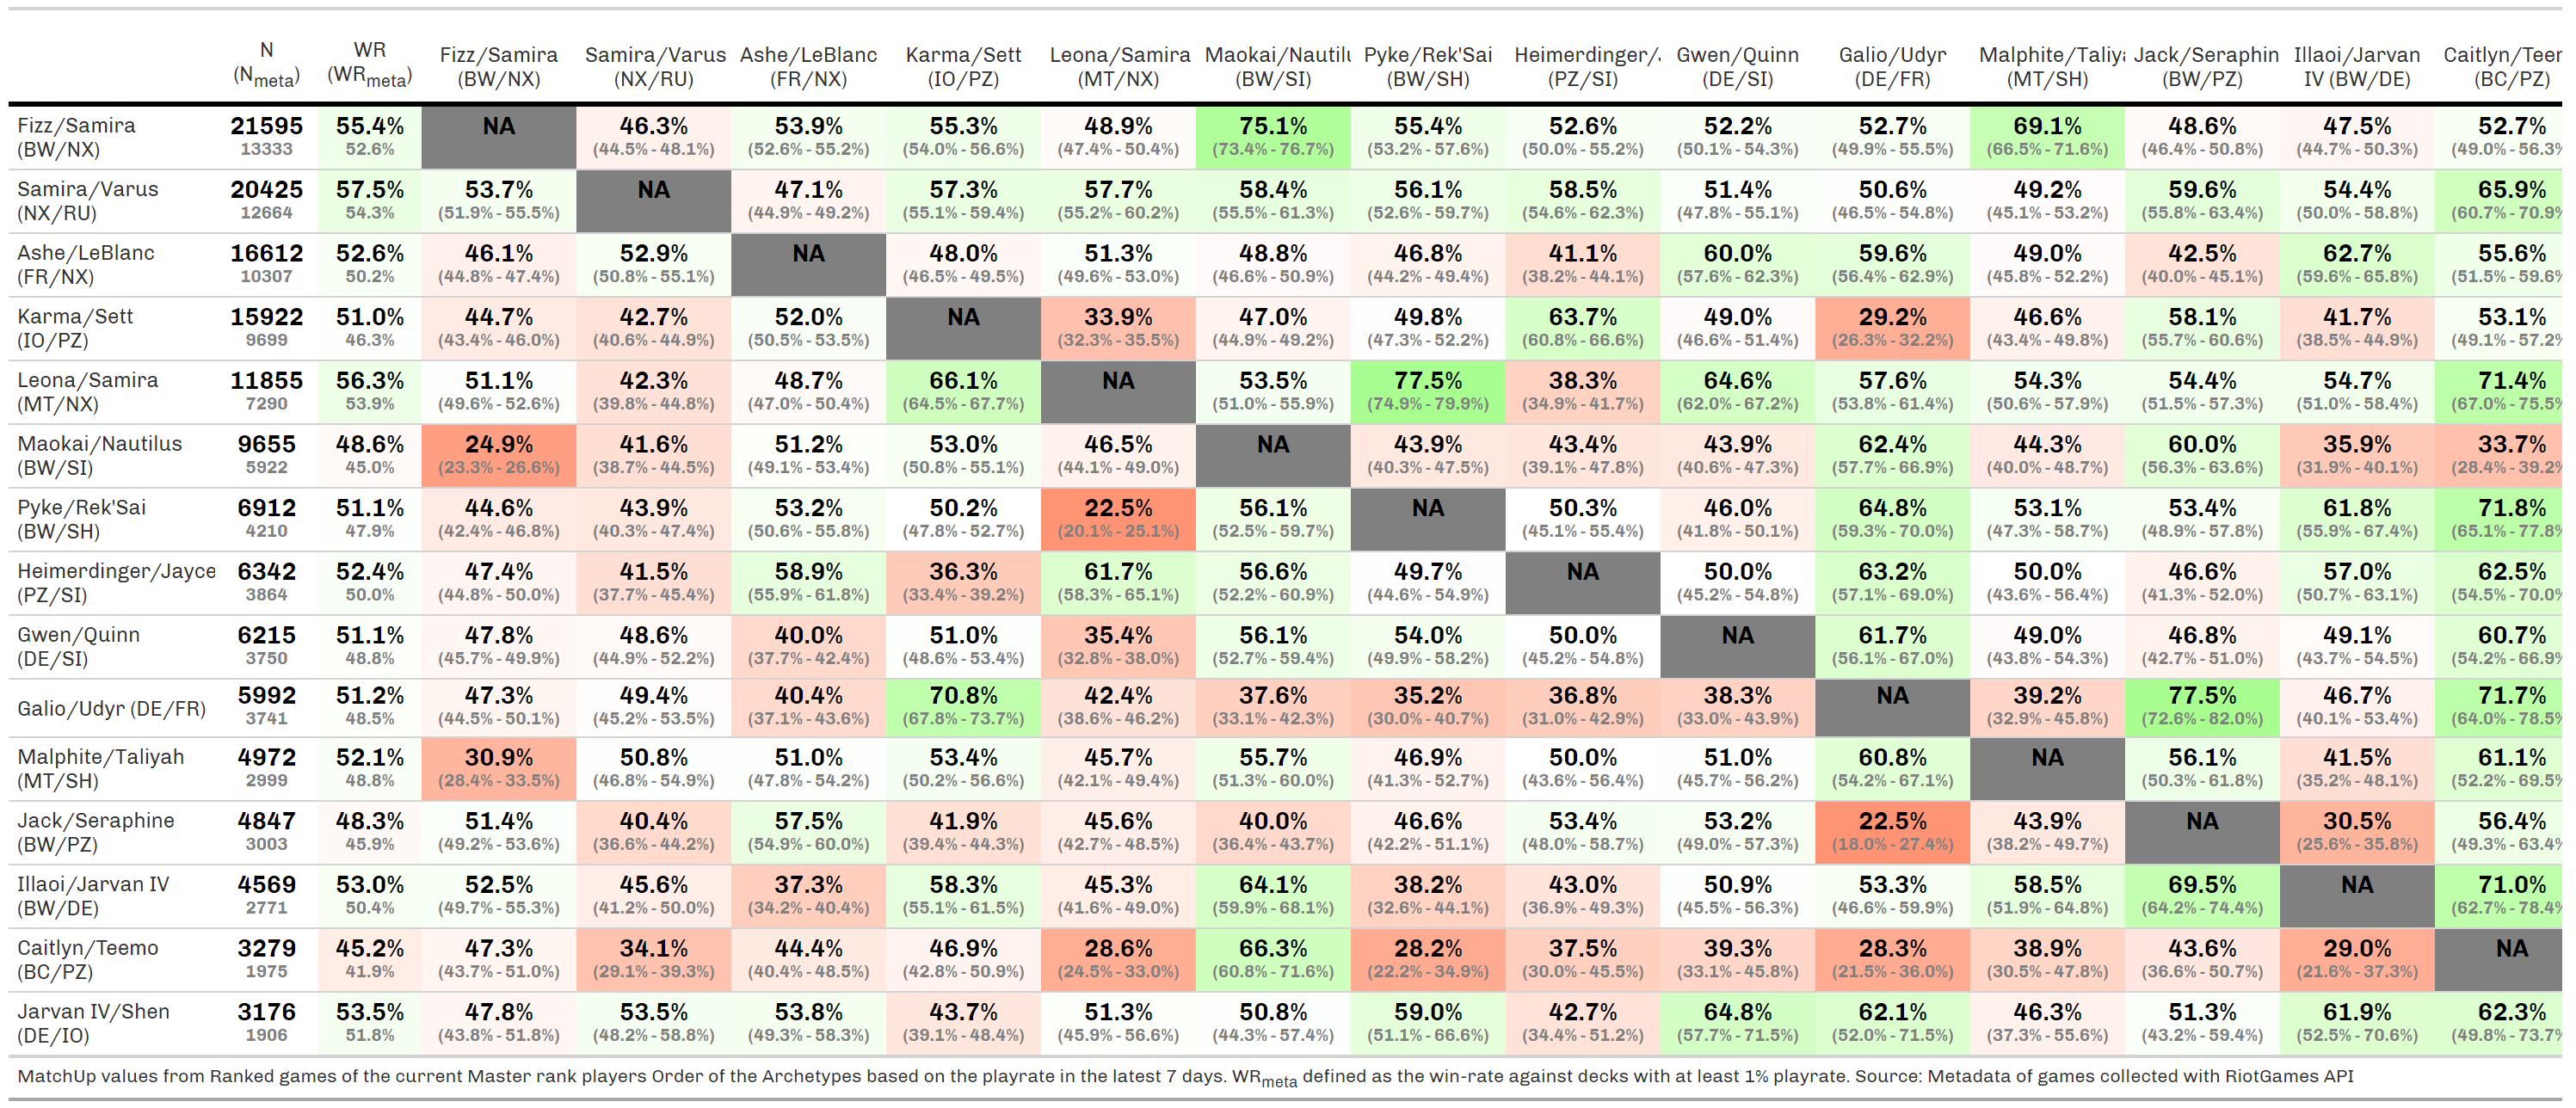 N WR Fizz/Samira Samira/Varus Ashe/LeBlanc Karma/Sett Leona/Samira Maokai/Nautilu Pyke/Rek'Sai Heimerdinger/J Gwen/Quinn Galio/Udyr Malphite/Taliya Jack/Seraphin Illaoi/Jarvan Caitlyn/Teer
(Nmeta) (WRmeta) (BW/NX) (NX/RU) (FR/NX) (IO/PZ) (MT/NX) (BW/SI) (BW/SH) (PZ/SI) (DE/SI) (DE/FR) (MT/SH) (BW/PZ) IV (BW/DE) (BC/PZ)
Fizz/Samira 21595 55.4% NA 46.3% 53.9% 55.3% 48.9% 75.1% 55.4% 52.6% 52.2% 52.7% 69.1% 48.6% 47.5% 52.7%
(BW/NX) 13333 52.6% (44.5% - 48.1%) (52.6% - 55.2%) (54.0% - 56.6%) (47.4% - 50.4%) (73.4% - 76.7%) (53.2% - 57.6%) (50.0% - 55.2%) (50.1% - 54.3%) (49.9% - 55.5%) (66.5% - 71.6%) (46.4% - 50.8%) (44.7% - 50.3%) (49.0% - 56.3%
Samira/Varus 20425 57.5% 53.7% NA 47.1% 57.3% 57.7% 58.4% 56.1% 58.5% 51.4% 50.6% 49.2% 59.6% 54.4% 65.9%
(NX/RU) 12664 54.3% (51.9% - 55.5%) (44.9% - 49.2%) (55.1% - 59.4%) (55.2% - 60.2%) (55.5% - 61.3%) (52.6% - 59.7%) (54.6% - 62.3%) (47.8% - 55.1%) (46.5% - 54.8%) (45.1% - 53.2%) (55.8% - 63.4%) (50.0% - 58.8%) (60.7% - 70.9%
Ashe/LeBlanc 16612 52.6% 46.1% 52.9% NA 48.0% 51.3% 48.8% 46.8% 41.1% 60.0% 59.6% 49.0% 42.5% 62.7% 55.6%
(FR/NX) 10307 50.2% (44.8% - 47.4%) (50.8% - 55.1%) (46.5% - 49.5%) (49.6% - 53.0%) (46.6% - 50.9%) (44.2% - 49.4%) (38.2% - 44.1%) (57.6% - 62.3%) (56.4% - 62.9%) (45.8% - 52.2%) (40.0% - 45.1%) (59.6% - 65.8%) (51.5% - 59.6%
Karma/Sett 15922 51.0% 44.7% 42.7% 52.0% NA 33.9% 47.0% 49.8% 63.7% 49.0% 29.2% 46.6% 58.1% 41.7% 53.1%
(IO/PZ) 9699 46.3% (43.4% - 46.0%) (40.6% - 44.9%) (50.5% - 53.5%) (32.3% - 35.5%) (44.9% - 49.2%) (47.3% - 52.2%) (60.8% - 66.6%) (46.6% - 51.4%) (26.3% - 32.2%) (43.4% - 49.8%) (55.7% - 60.6%) (38.5% - 44.9%) (49.1% - 57.2%
Leona/Samira 11855 56.3% 51.1% 42.3% 48.7% 66.1% NA 53.5% 77.5% 38.3% 64.6% 57.6% 54.3% 54.4% 54.7% 71.4%
(MT/NX) 7290 53.9% (49.6% - 52.6%) (39.8% - 44.8%) (47.0% - 50.4%) (64.5% - 67.7%) (51.0% - 55.9%) (74.9% - 79.9%) (34.9% - 41.7%) (62.0% - 67.2%) (53.8% - 61.4%) (50.6% - 57.9%) (51.5% - 57.3%) (51.0% - 58.4%) (67.0% - 75.5%
Maokai/Nautilus 9655 48.6% 24.9% 41.6% 51.2% 53.0% 46.5% NA 43.9% 43.4% 43.9% 62.4% 44.3% 60.0% 35.9% 33.7%
(BW/SI) 5922 45.0% (23.3% - 26.6%) (38.7% - 44.5%) (49.1% - 53.4%) (50.8% - 55.1%) (44.1% - 49.0%) (40.3% - 47.5%) (39.1% - 47.8%) (40.6% - 47.3%) (57.7% - 66.9%) (40.0% - 48.7%) (56.3% - 63.6%) (31.9% - 40.1%) (28.4% - 39.2%
Pyke/Rek'Sai 6912 51.1% 44.6% 43.9% 53.2% 50.2% 22.5% 56.1% NA 50.3% 46.0% 64.8% 53.1% 53.4% 61.8% 71.8%
(BW/SH) 4210 47.9% (42.4% - 46.8%) (40.3% - 47.4%) (50.6% - 55.8%) (47.8% - 52.7%) (20.1% - 25.1%) (52.5% - 59.7%) (45.1% - 55.4%) (41.8% - 50.1%) (59.3% - 70.0%) (47.3% - 58.7%) (48.9% - 57.8%) (55.9% - 67.4%) (65.1% - 77.8%
Heimerdinger/Jayce 6342 52.4% 47.4% 41.5% 58.9% 36.3% 61.7% 56.6% 49.7% NA 50.0% 63.2% 50.0% 46.6% 57.0% 62.5%
(PZ/SI) 3864 50.0% (44.8% - 50.0%) (37.7% - 45.4%) (55.9% - 61.8%) (33.4% - 39.2%) (58.3% - 65.1%) (52.2% - 60.9%) (44.6% - 54.9%) (45.2% - 54.8%) (57.1% - 69.0%) (43.6% - 56.4%) (41.3% - 52.0%) (50.7% - 63.1%) (54.5% - 70.0%
Gwen/Quinn 6215 51.1% 47.8% 48.6% 40.0% 51.0% 35.4% 56.1% 54.0% 50.0% NA 61.7% 49.0% 46.8% 49.1% 60.7%
(DE/SI) 3750 48.8% (45.7% - 49.9%) (44.9% - 52.2%) (37.7% - 42.4%) (48.6% - 53.4%) (32.8% - 38.0%) (52.7% - 59.4%) (49.9% - 58.2%) (45.2% - 54.8%) (56.1% - 67.0%) (43.8% - 54.3%) (42.7% - 51.0%) (43.7% - 54.5%) (54.2% - 66.9%
Galio/Udyr (DE/FR) 5992 51.2% 47.3% 49.4% 40.4% 70.8% 42.4% 37.6% 35.2% 36.8% 38.3% NA 39.2% 77.5% 46.7% 71.7%
3741 48.5% (44.5% - 50.1%) (45.2% - 53.5%) (37.1% - 43.6%) (67.8% - 73.7%) (38.6% - 46.2%) (33.1% - 42.3%) (30.0% - 40.7%) (31.0% - 42.9%) (33.0% - 43.9%) (32.9% - 45.8%) (72.6% - 82.0%) (40.1% - 53.4%) (64.0% - 78.5%
Malphite/Taliyah 4972 52.1% 30.9% 50.8% 51.0% 53.4% 45.7% 55.7% 46.9% 50.0% 51.0% 60.8% NA 56.1% 41.5% 61.1%
(MT/SH) 2999 48.8% (28.4% - 33.5%) (46.8% - 54.9%) (47.8% - 54.2%) (50.2% - 56.6%) (42.1% - 49.4%) (51.3% - 60.0%) (41.3% - 52.7%) (43.6% - 56.4%) (45.7% - 56.2%) (54.2% - 67.1%) (50.3% - 61.8%) (35.2% - 48.1%) (52.2% - 69.5%
Jack/Seraphine 4847 48.3% 51.4% 40.4% 57.5% 41.9% 45.6% 40.0% 46.6% 53.4% 53.2% 22.5% 43.9% NA 30.5% 56.4%
(BW/PZ) 3003 45.9% (49.2% - 53.6%) (36.6% - 44.2%) (54.9% - 60.0%) (39.4% - 44.3%) (42.7% - 48.5%) (36.4% - 43.7%) (42.2% - 51.1%) (48.0% - 58.7%) (49.0% - 57.3%) (18.0% - 27.4%) (38.2% - 49.7%) (25.6% - 35.8%) (49.3% - 63.4%
Illaoi/Jarvan IV 4569 53.0% 52.5% 45.6% 37.3% 58.3% 45.3% 64.1% 38.2% 43.0% 50.9% 53.3% 58.5% 69.5% NA 71.0%
(BW/DE) 2771 50.4% (49.7% - 55.3%) (41.2% - 50.0%) (34.2% - 40.4%) (55.1% - 61.5%) (41.6% - 49.0%) (59.9% - 68.1%) (32.6% - 44.1%) (36.9% - 49.3%) (45.5% - 56.3%) (46.6% - 59.9%) (51.9% - 64.8%) (64.2% - 74.4%) (62.7% - 78.4%
Caitlyn/Teemo 3279 45.2% 47.3% 34.1% 44.4% 46.9% 28.6% 66.3% 28.2% 37.5% 39.3% 28.3% 38.9% 43.6% 29.0% NA
(BC/PZ) 1975 41.9% (43.7% - 51.0%) (29.1% - 39.3%) (40.4% - 48.5%) (42.8% - 50.9%) (24.5% - 33.0%) (60.8% - 71.6%) (22.2% - 34.9%) (30.0% - 45.5%) (33.1% - 45.8%) (21.5% - 36.0%) (30.5% - 47.8%) (36.6% - 50.7%) (21.6% - 37.3%)
Jarvan IV/Shen 3176 53.5% 47.8% 53.5% 53.8% 43.7% 51.3% 50.8% 59.0% 42.7% 64.8% 62.1% 46.3% 51.3% 61.9% 62.3%
(DE/IO) 1906 51.8% (43.8% - 51.8%) (48.2% - 58.8%) (49.3% - 58.3%) (39.1% - 48.4%) (45.9% - 56.6%) (44.3% - 57.4%) (51.1% - 66.6%) (34.4% - 51.2%) (57.7% - 71.5%) (52.0% - 71.5%) (37.3% - 55.6%) (43.2% - 59.4%) (52.5% - 70.6%) (49.8% - 73.7%
MatchUp values from Ranked games of the current Master rank players Order of the Archetypes based on the playrate in the latest 7 days. WRmeta defined as the win-rate against decks with at least 1% playrate. Source: Metadata of games collected with RiotGames API